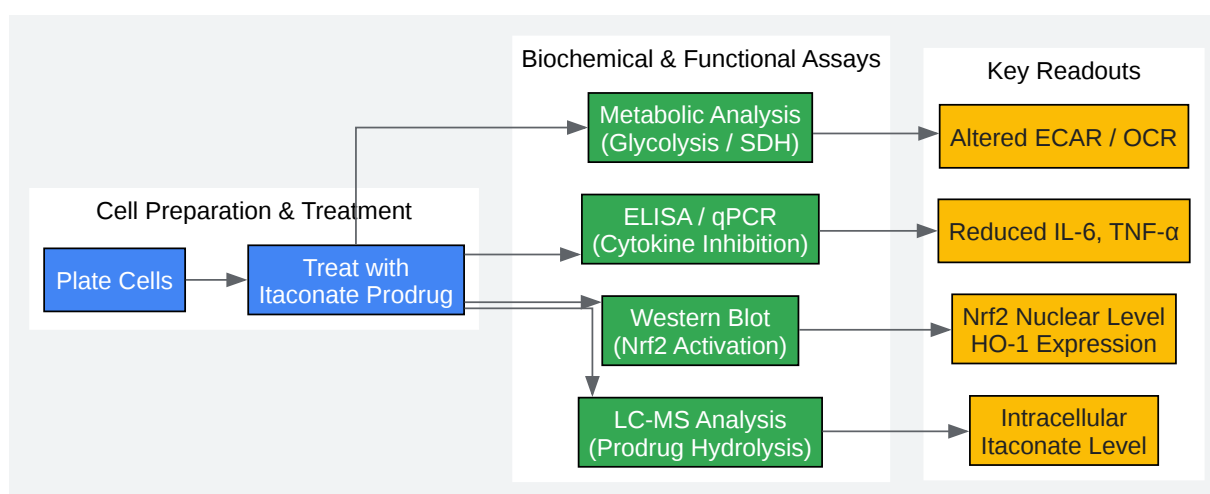 Cell Preparation & Treatment
Plate Cells
Treat with
Itaconate Prodrug
Biochemical & Functional Assays
Metabolic Analysis
(Glycolysis / SDH)
ELISA / qPCR
(Cytokine Inhibition)
Western Blot
(Nrf2 Activation)
LC-MS Analysis
(Prodrug Hydrolysis)
Key Readouts
Altered ECAR / OCR
Reduced IL-6, TNF-α
Nrf2 Nuclear Level
HO-1 Expression
Intracellular
Itaconate Level